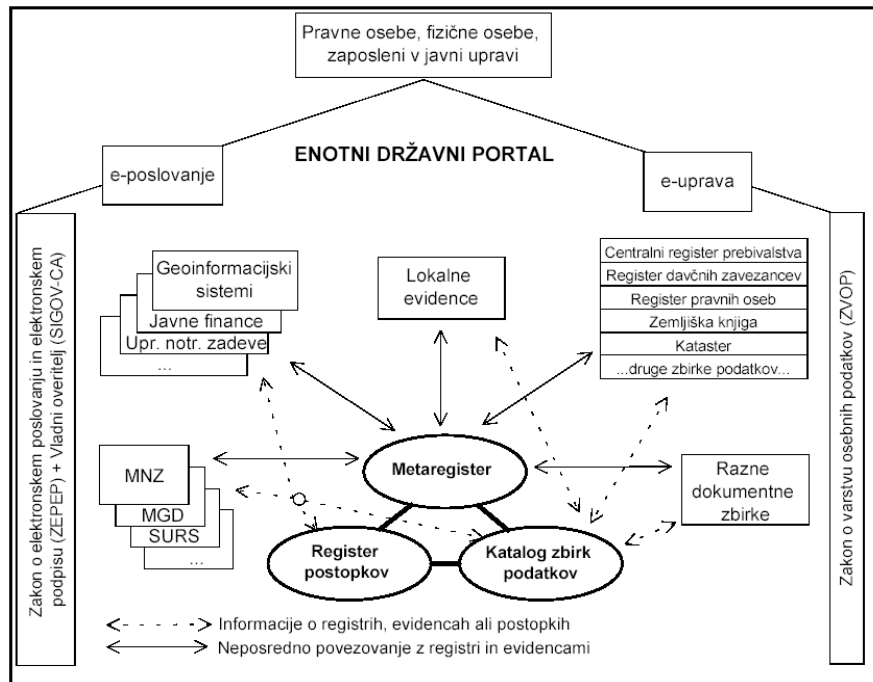 Pravne osebe, fizične osebe,
zaposleni v javni upravi
ENOTNI DRŽAVNI PORTAL
e-poslovanje
e-uprava
Zakon o elektronskem poslovanju in elektronskem
podpisu (ZEPEP) + Vladni overitelj (SIGOV-CA)
Geoinformacijski
sistemi
Javne finance
Upr. notr. zadeve
...
Lokalne
evidence
Centralni register prebivalstva
Register davčnih zavezancev
Register pravnih oseb
Zemljiška knjiga
Kataster
...druge zbirke podatkov...
Zakon o varstvu osebnih podatkov (ZVOP)
MNZ
MGD
SURS
...
Metaregister
Razne
dokumentne
zbirke
Register
postopkov
Katalog zbirk
podatkov
Informacije o registrih, evidencah ali postopkih
Neposredno povezovanje z registri in evidencami